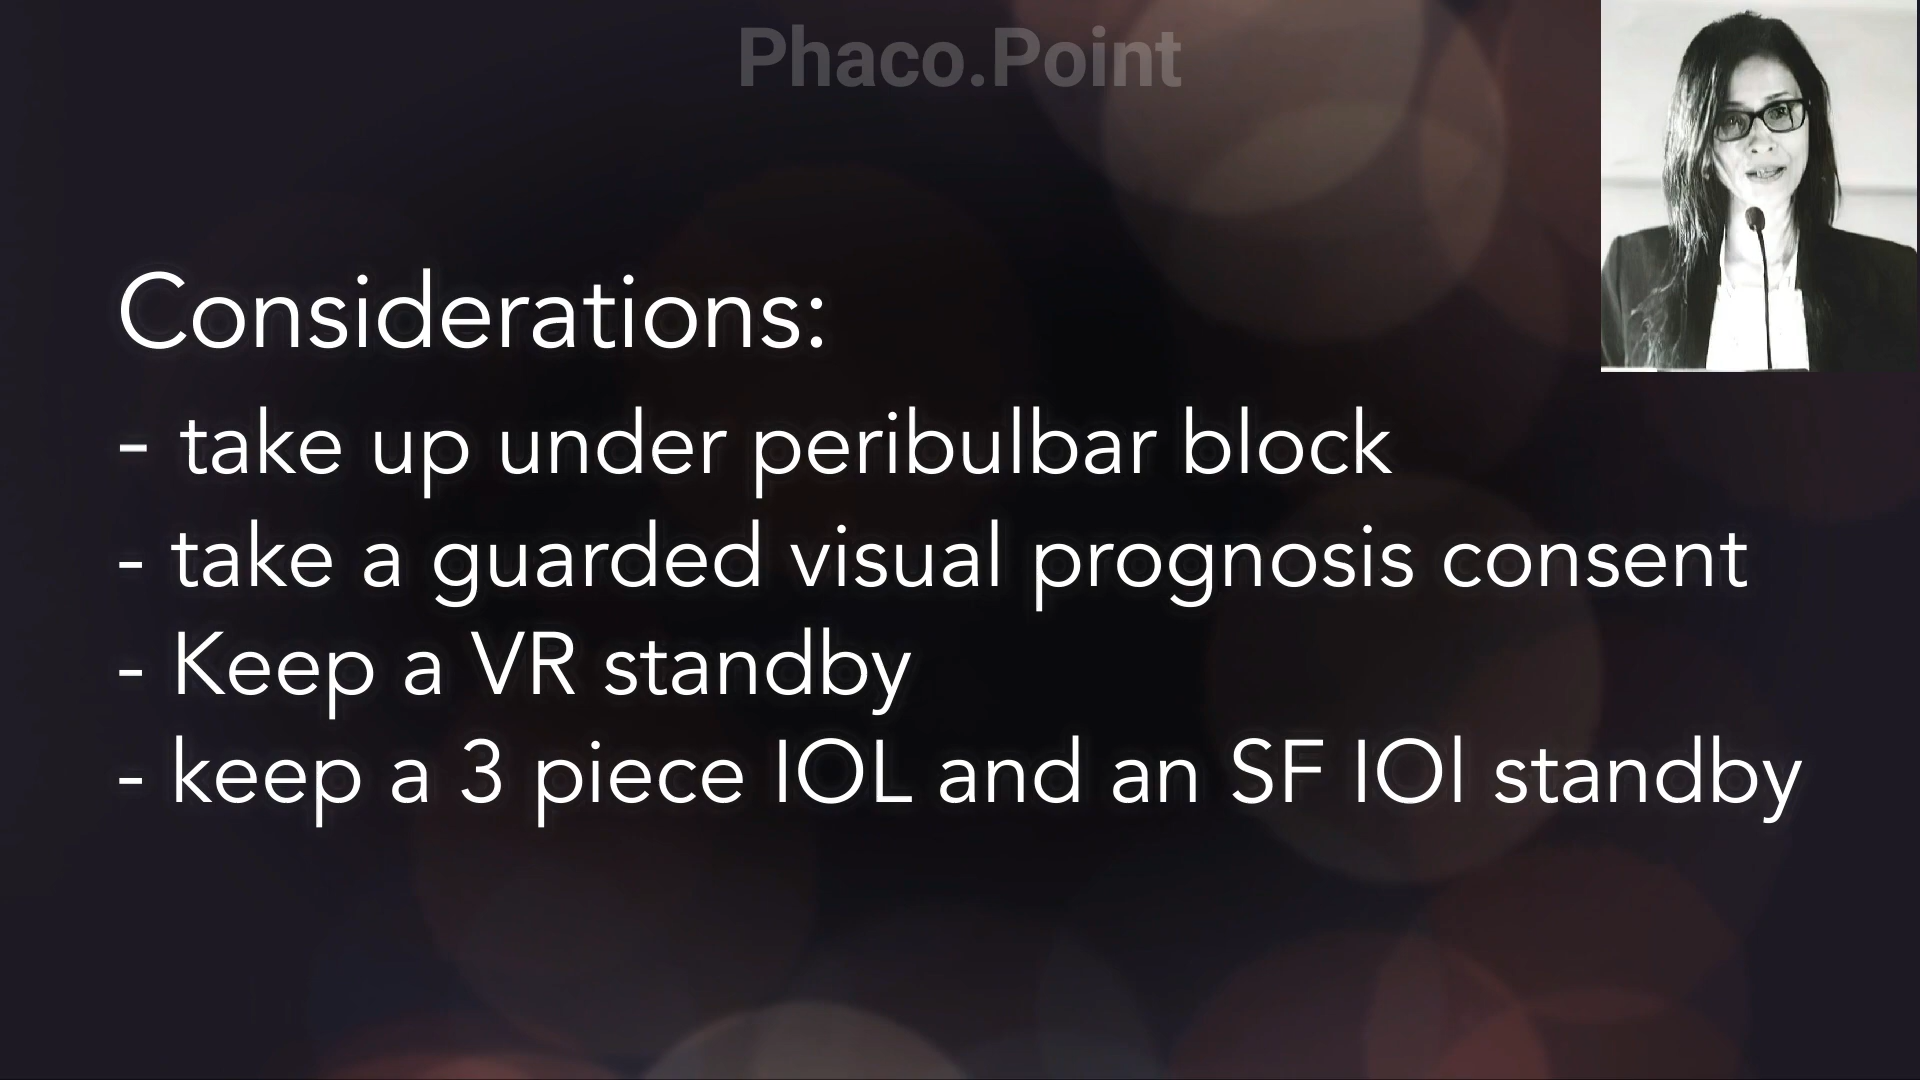 Phaco.Point
Considerations:
- take up under peribulbar block
- take a guarded visual prognosis consent
- Keep a VR standby
- keep a 3 piece IOL and an SF IOl standby